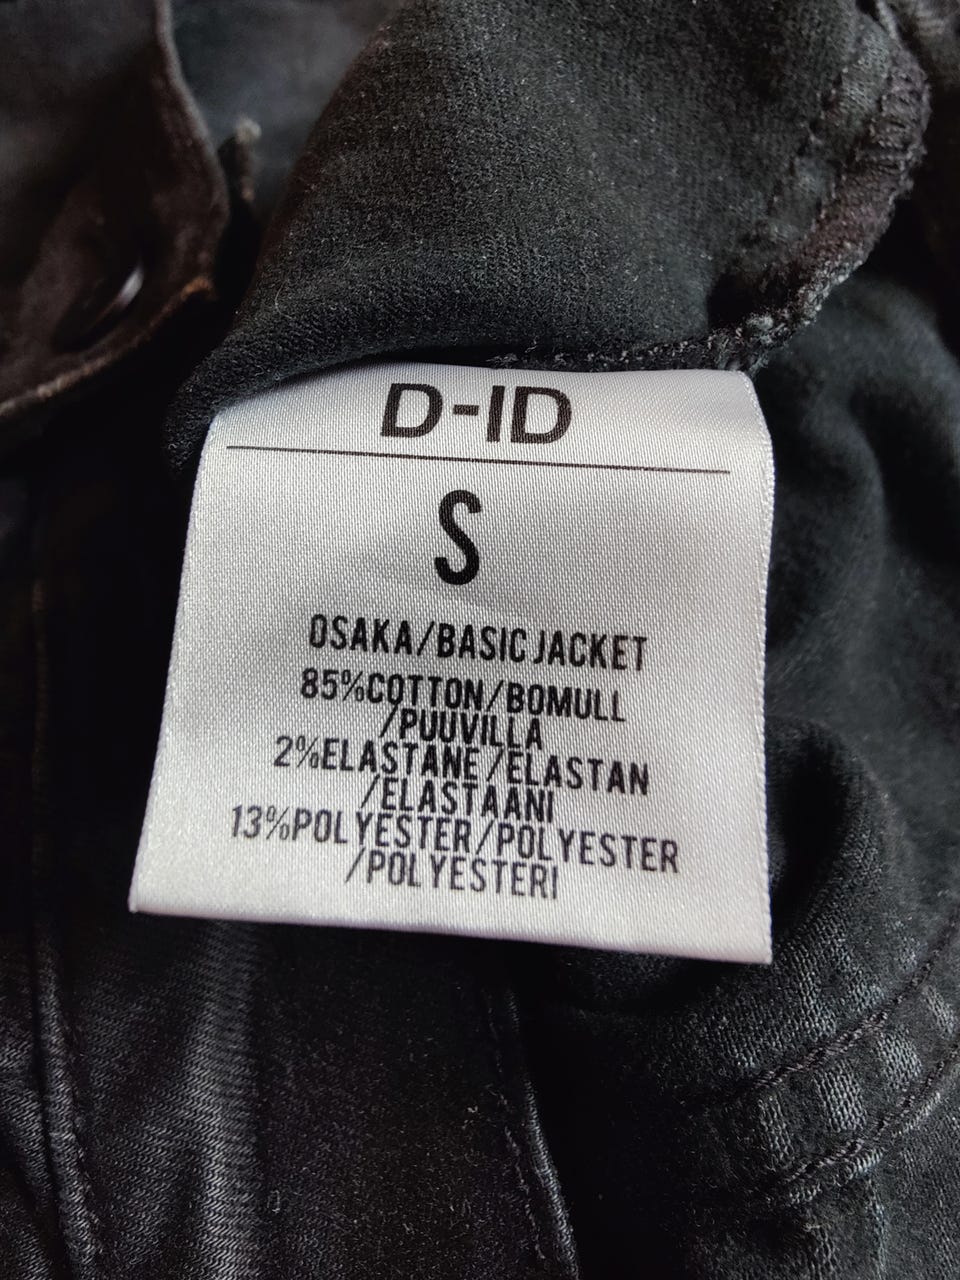 D-ID
S
OSAKA/BASIC JACKET
85%COTTON/BOMULL
/PUUVILLA
2%ELASTANE/ELASTAN
/ELASTAANI
13%POLYESTER/POLYESTER
/POLYESTERI